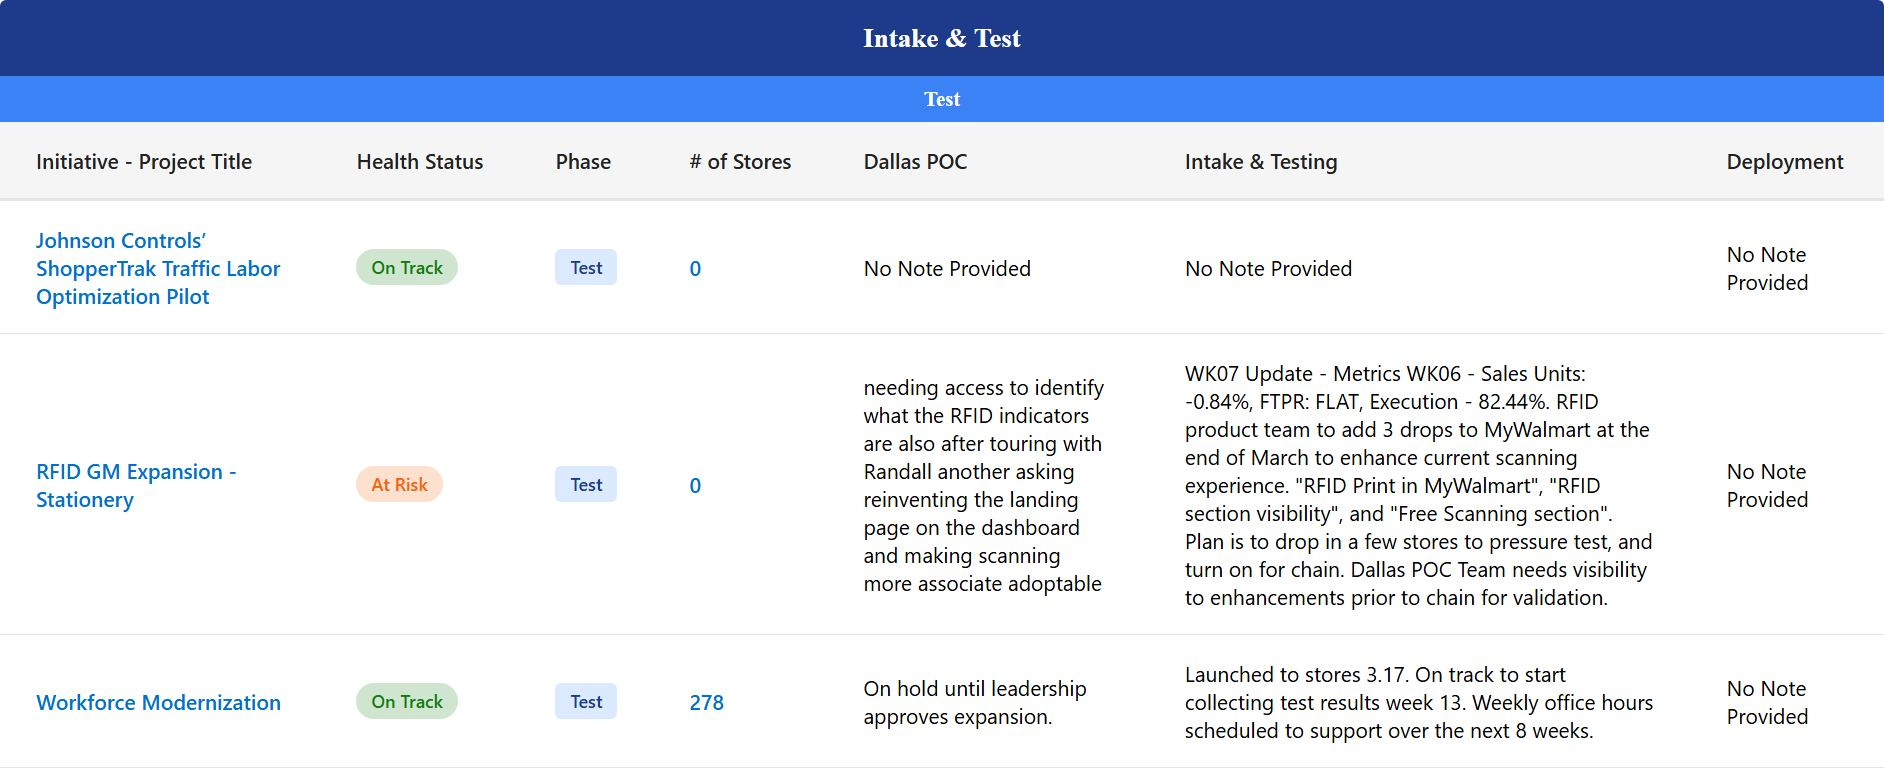 Intake & Test
Test
Initiative - Project Title
Health Status
Phase
# of Stores
Dallas POC
Intake & Testing
Deployment
Johnson Controls’
ShopperTrak Traffic Labor
Optimization Pilot
On Track
Test
0
No Note Provided
No Note Provided
No Note
Provided
RFID GM Expansion -
Stationery
At Risk
Test
0
needing access to identify
what the RFID indicators
are also after touring with
Randall another asking
reinventing the landing
page on the dashboard
and making scanning
more associate adoptable
WK07 Update - Metrics WK06 - Sales Units:
-0.84%, FTPR: FLAT, Execution - 82.44%. RFID
product team to add 3 drops to MyWalmart at the
end of March to enhance current scanning
experience. "RFID Print in MyWalmart", "RFID
section visibility", and "Free Scanning section".
Plan is to drop in a few stores to pressure test, and
turn on for chain. Dallas POC Team needs visibility
to enhancements prior to chain for validation.
No Note
Provided
Workforce Modernization
On Track
Test
278
On hold until leadership
approves expansion.
Launched to stores 3.17. On track to start
collecting test results week 13. Weekly office hours
scheduled to support over the next 8 weeks.
No Note
Provided